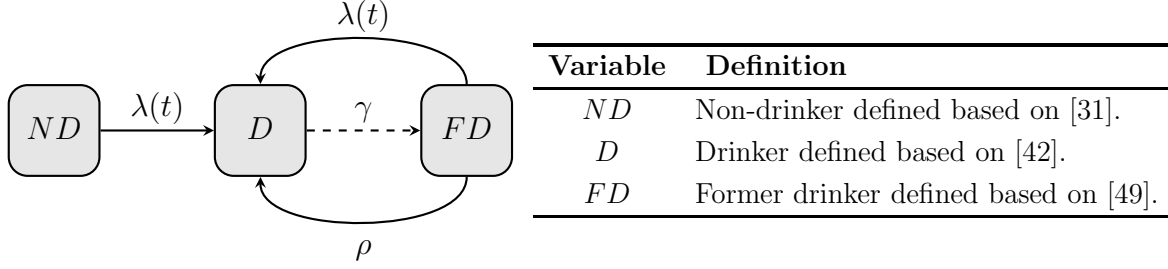 λ(t)
λ(t)
γ
ND
D
FD
ρ
Variable Definition
ND Non-drinker defined based on [31].
D Drinker defined based on [42].
FD Former drinker defined based on [49].